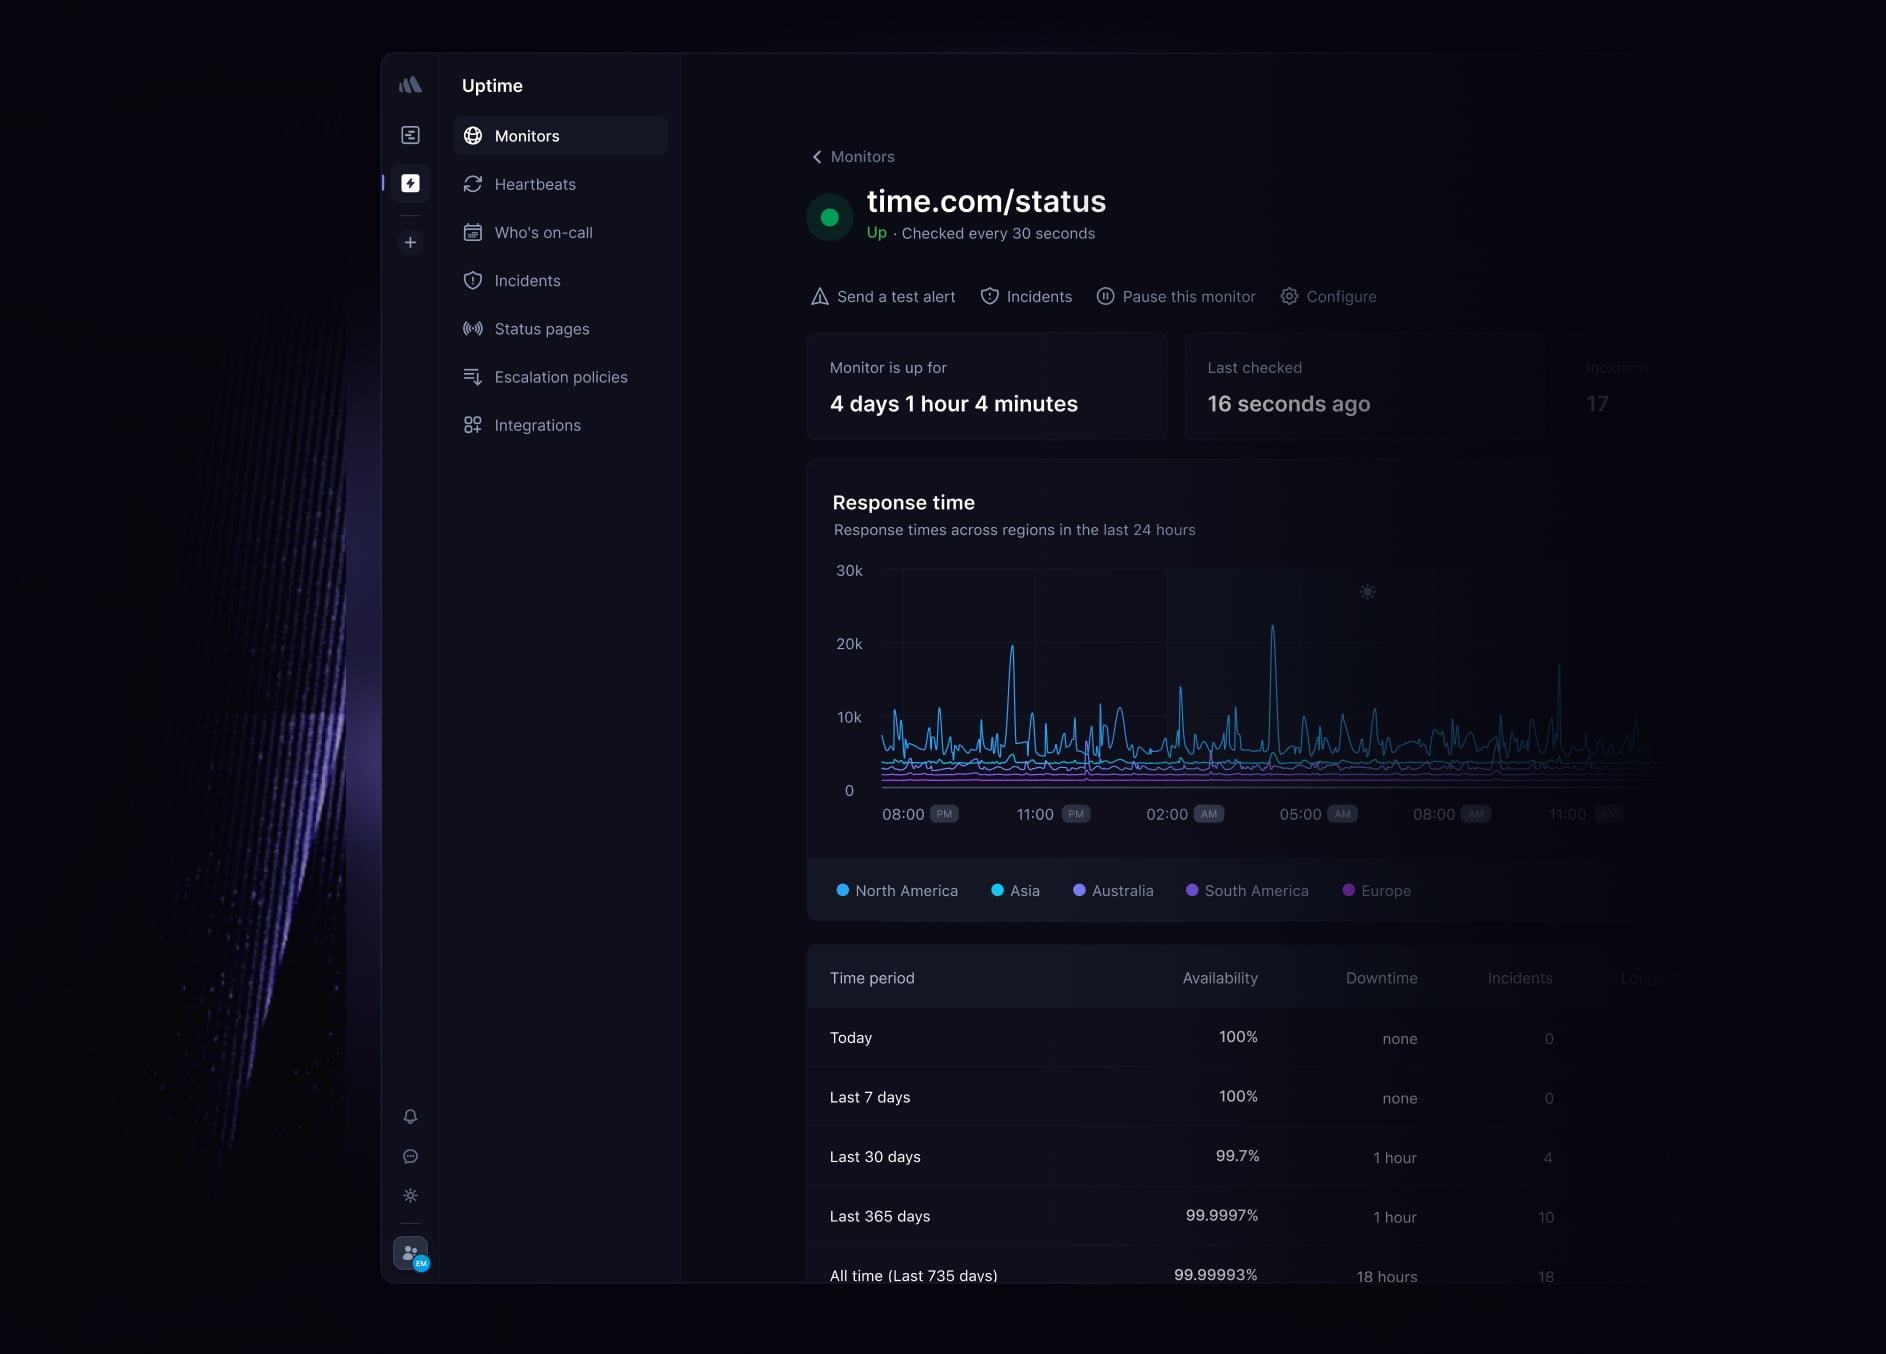 Uptime
Monitors
Heartbeats
Who's on-call
Incidents
Status pages
Escalation policies
Integrations
EM
Monitors
time.com/status
Up · Checked every 30 seconds
Send a test alert Incidents Pause this monitor Configure
Monitor is up for Last checked Incidents
4 days 1 hour 4 minutes 16 seconds ago 17
Response time
Response times across regions in the last 24 hours
30k
20k
10k
0
08:00 PM 11:00 PM 02:00 AM 05:00 AM 08:00 AM 11:00 AM
North America Asia Australia South America Europe
Time period Availability Downtime Incidents
Today 100% none 0
Last 7 days 100% none 0
Last 30 days 99.7% 1 hour 4
Last 365 days 99.9997% 1 hour 10
All time (Last 735 days) 99.99993% 18 hours 18